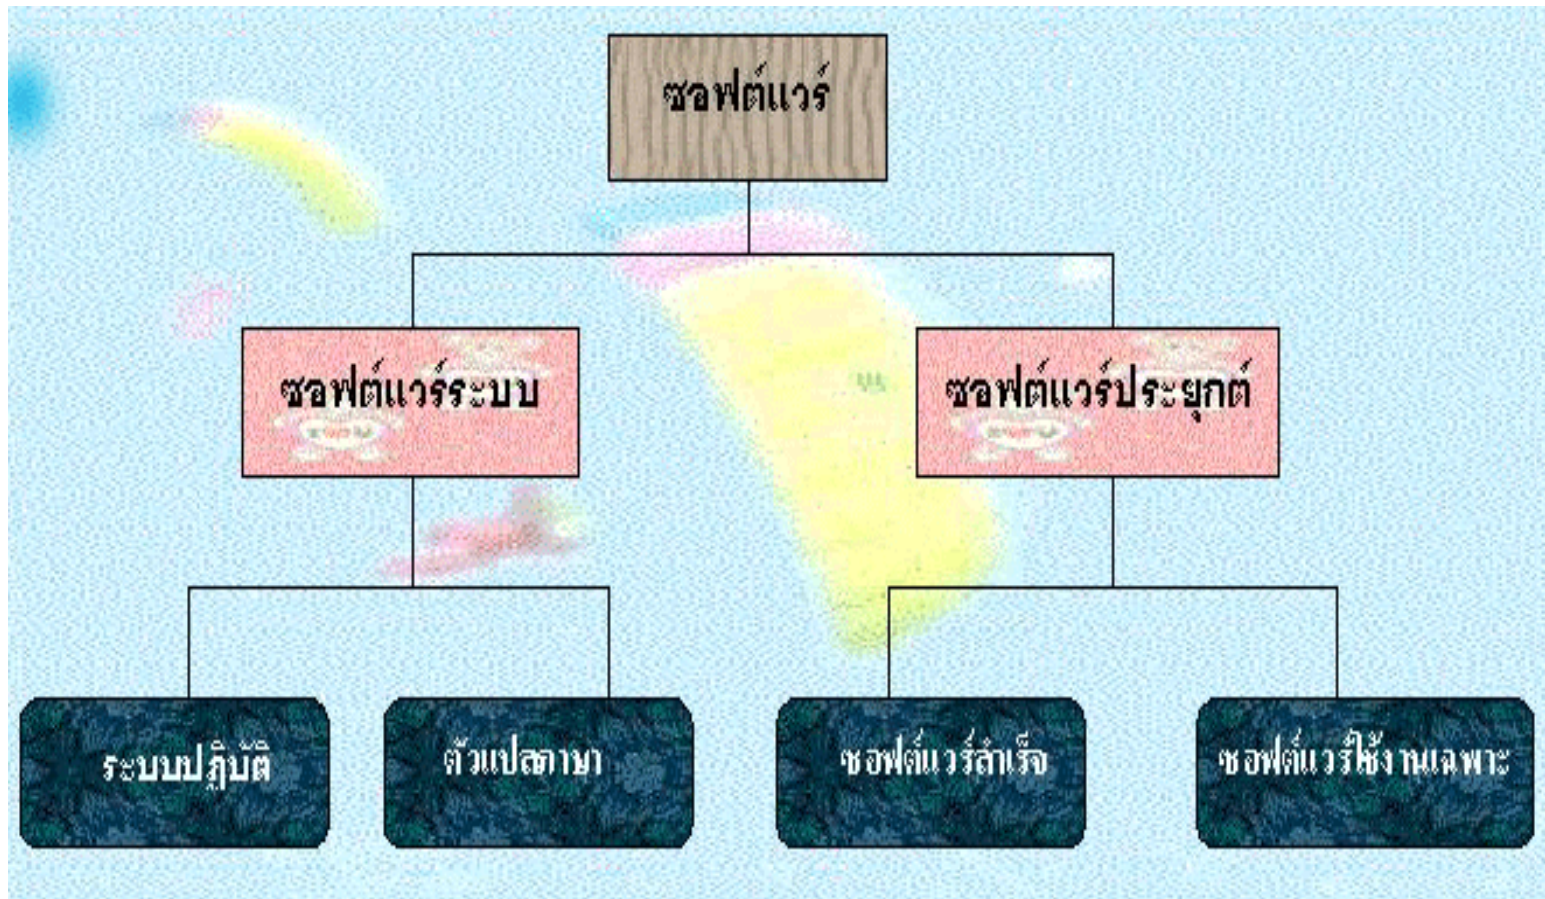 ซอฟต์แวร์
ซอฟต์แวร์ระบบ
ซอฟต์แวร์ประยุกต์
ระบบปฏิบัติ
ตัวแปลภาษา
ซอฟต์แวร์สำเร็จ
ซอฟต์แวร์ใช้งานเฉพาะ